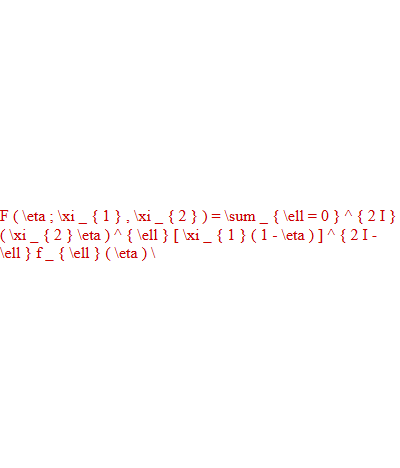 F ( \eta ; \xi _ { 1 } , \xi _ { 2 } ) = \sum _ { \ell = 0 } ^ { 2 I }
( \xi _ { 2 } \eta ) ^ { \ell } [ \xi _ { 1 } ( 1 - \eta ) ] ^ { 2 I -
\ell } f _ { \ell } ( \eta ) \